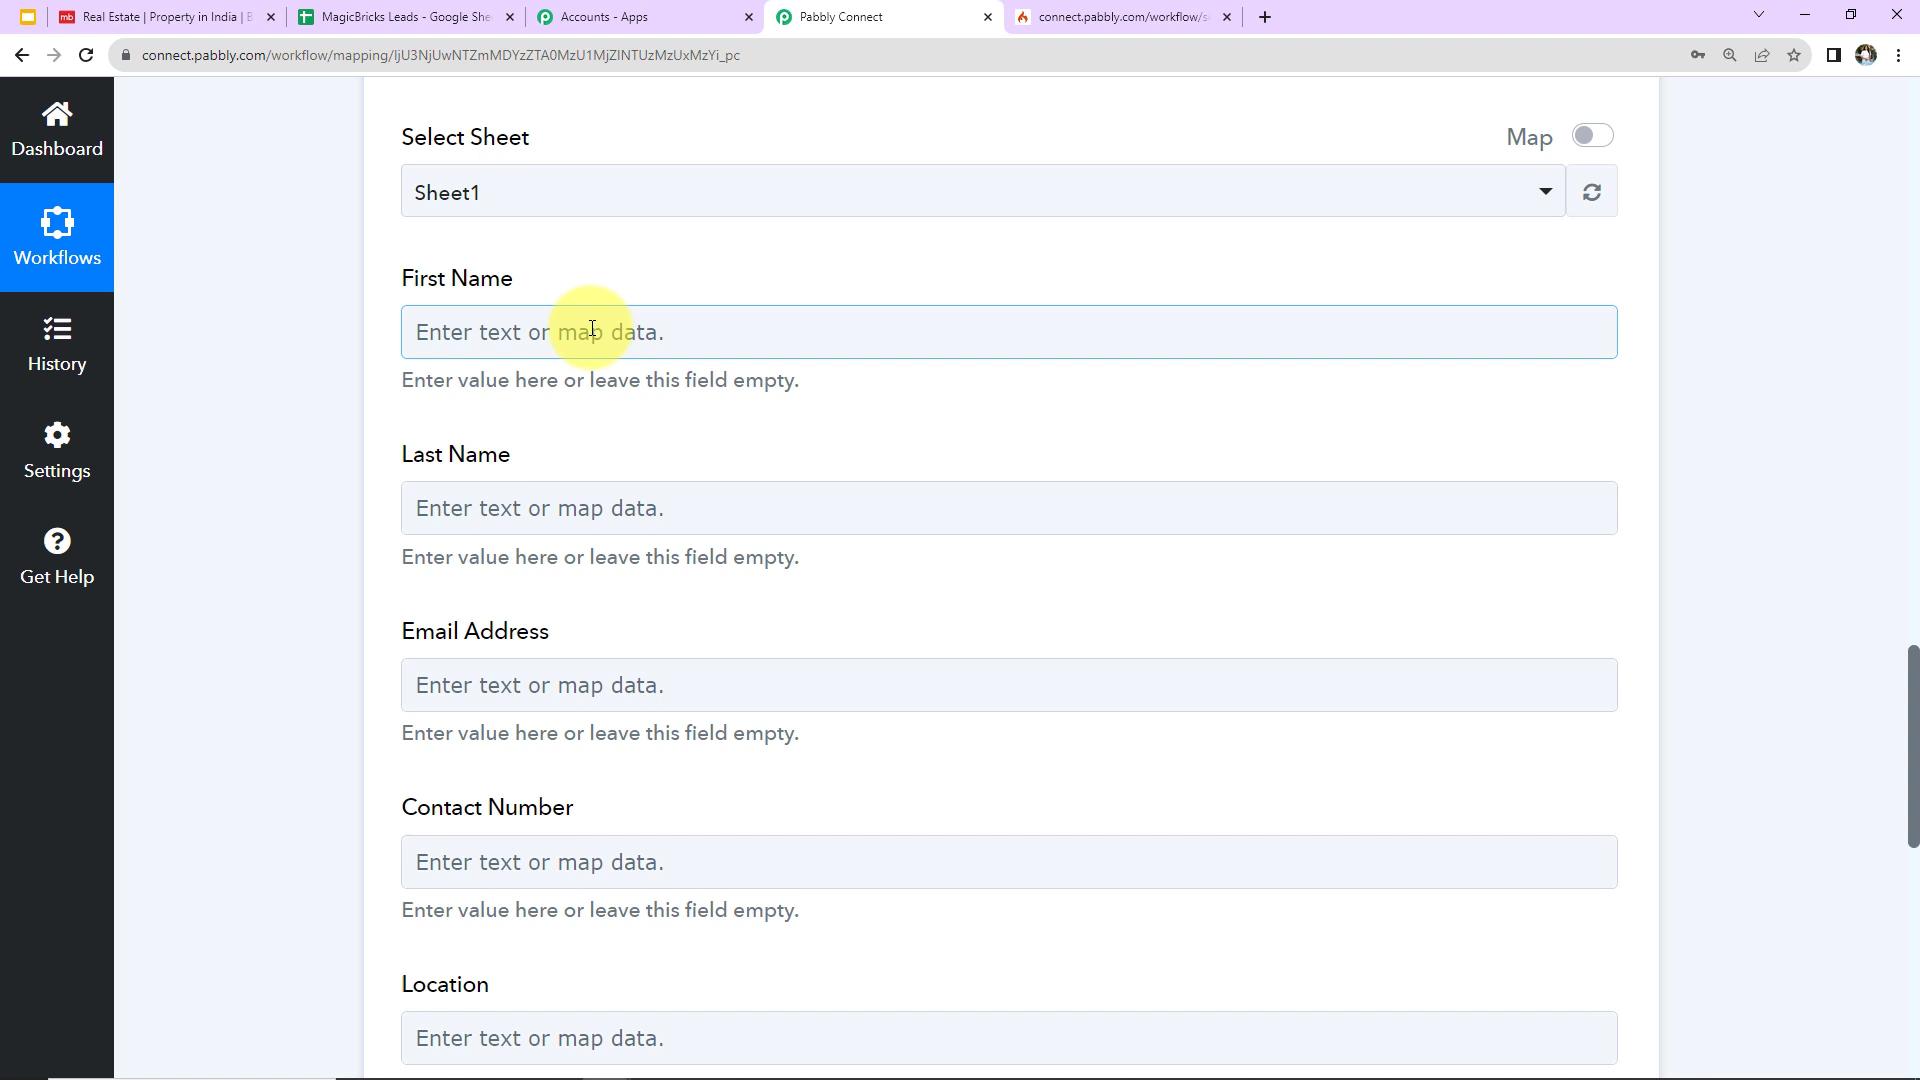 Real Estate | Property in India | B
MagicBricks Leads - Google She
Accounts - Apps
Pabbly Connect
connect.pabbly.com/workflow/s
connect.pabbly.com/workflow/mapping/IjU3NjUwNTZmMDYzZTA0MzU1MjZINTUzMzUxMzYi_pc
Dashboard
Workflows
History
Settings
Get Help
Select Sheet
Map
Sheet1
First Name
Enter text or map data.
Enter value here or leave this field empty.
Last Name
Enter text or map data.
Enter value here or leave this field empty.
Email Address
Enter text or map data.
Enter value here or leave this field empty.
Contact Number
Enter text or map data.
Enter value here or leave this field empty.
Location
Enter text or map data.